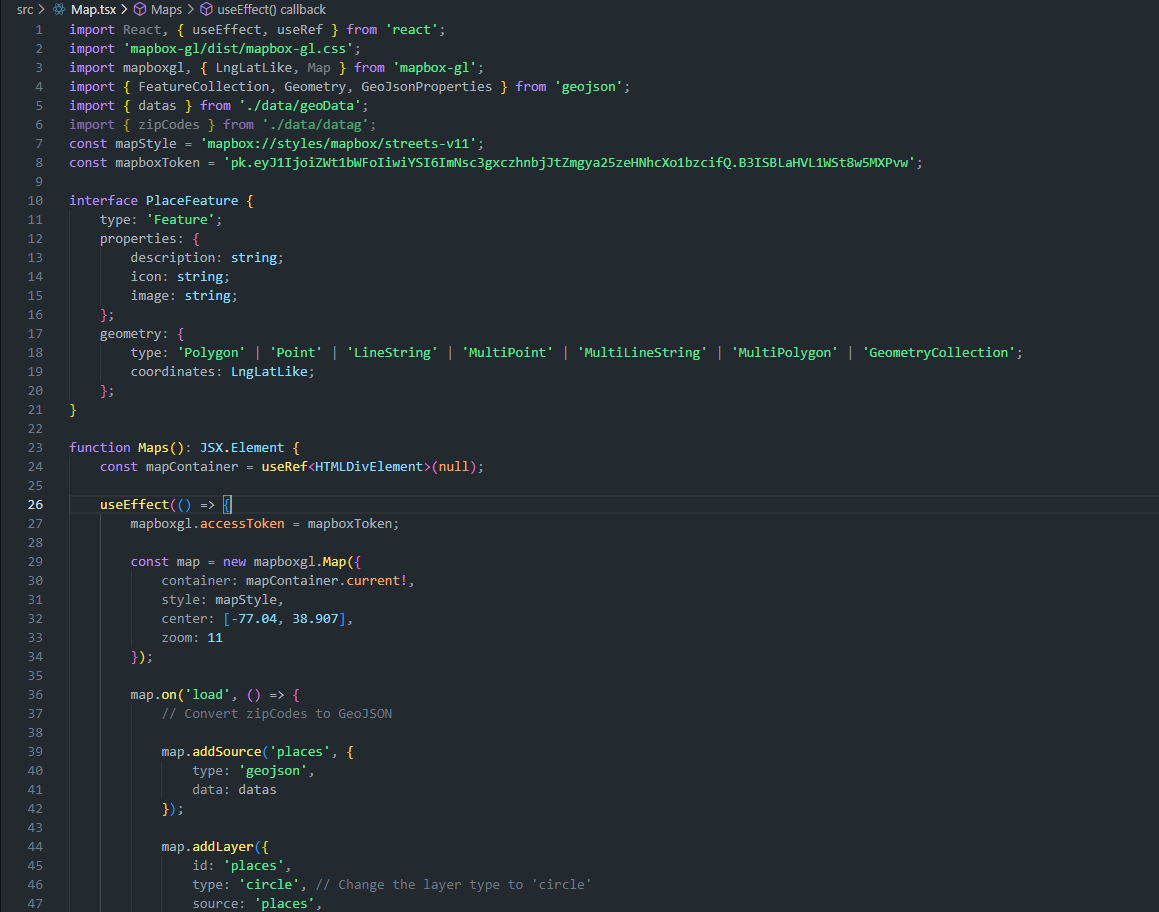 src > Map.tsx > Maps > useEffect() callback
1 import React, { useEffect, useRef } from 'react';
2 import 'mapbox-gl/dist/mapbox-gl.css';
3 import mapboxgl, { LngLatLike, Map } from 'mapbox-gl';
4 import { FeatureCollection, Geometry, GeoJsonProperties } from 'geojson';
5 import { datas } from './data/geoData';
6 import { zipCodes } from './data/datag';
7 const mapStyle = 'mapbox://styles/mapbox/streets-v11';
8 const mapboxToken = 'pk.eyJ1IjoiZWt1bWFoIiwiYSI6ImNsc3gxczhnbjJtZmgya25zeHNhcXo1bzcifQ.B3ISBLaHVL1WSt8w5MXPvw';
9
10 interface PlaceFeature {
11 type: 'Feature';
12 properties: {
13 description: string;
14 icon: string;
15 image: string;
16 };
17 geometry: {
18 type: 'Polygon' | 'Point' | 'LineString' | 'MultiPoint' | 'MultiLineString' | 'MultiPolygon' | 'GeometryCollection';
19 coordinates: LngLatLike;
20 };
21 }
22
23 function Maps(): JSX.Element {
24 const mapContainer = useRef<HTMLDivElement>(null);
25
26 useEffect(() => {
27 mapboxgl.accessToken = mapboxToken;
28
29 const map = new mapboxgl.Map({
30 container: mapContainer.current!,
31 style: mapStyle,
32 center: [-77.04, 38.907],
33 zoom: 11
34 });
35
36 map.on('load', () => {
37 // Convert zipCodes to GeoJSON
38
39 map.addSource('places', {
40 type: 'geojson',
41 data: datas
42 });
43
44 map.addLayer({
45 id: 'places',
46 type: 'circle', // Change the layer type to 'circle'
47 source: 'places',